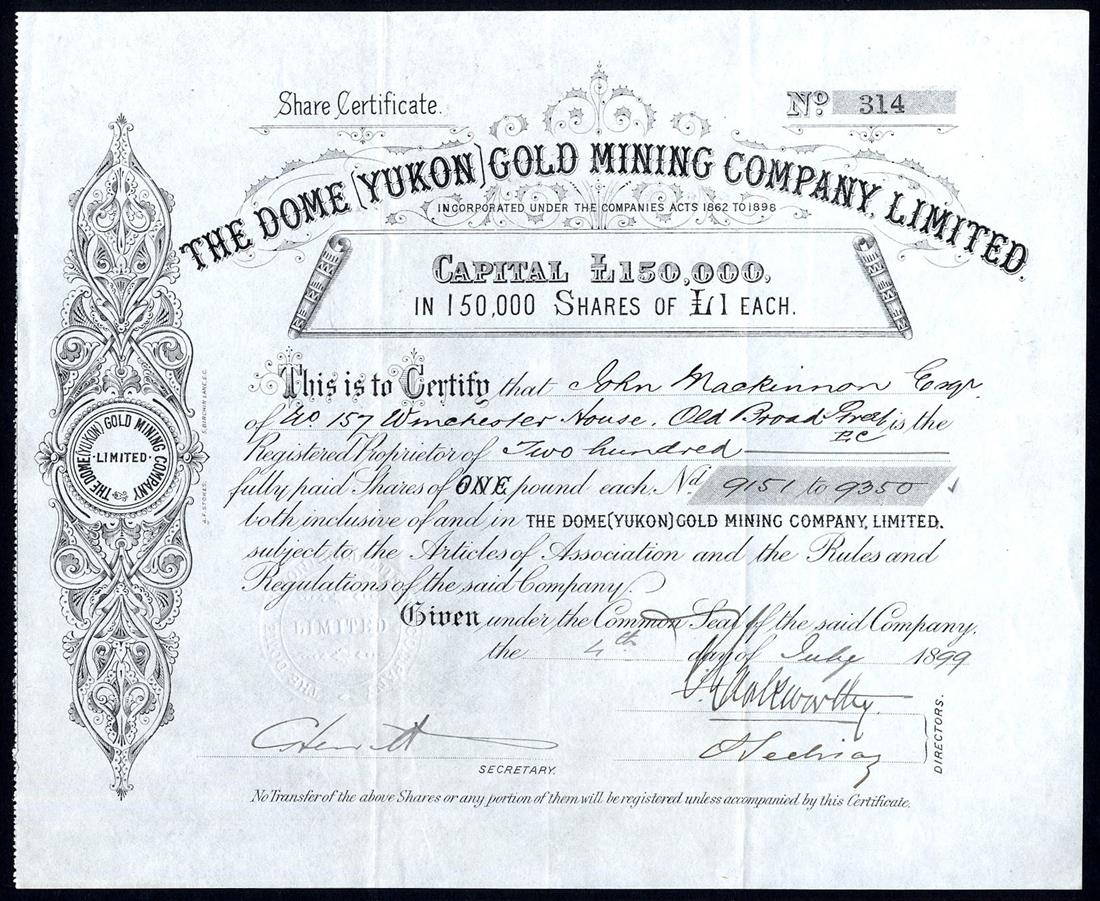 Share Certificate.
No. 314
THE DOME (YUKON) GOLD MINING COMPANY, LIMITED.
INCORPORATED UNDER THE COMPANIES ACTS 1862 TO 1898
CAPITAL £150,000,
IN 150,000 SHARES OF £1 EACH.
This is to Certify that John Mackinnon Esqr
of No 157 Winchester House, Old Broad Street E.C. is the
Registered Proprietor of Two hundred
fully paid Shares of ONE pound each, Nd. 9151 to 9350
both inclusive of and in THE DOME (YUKON) GOLD MINING COMPANY, LIMITED.
subject to the Articles of Association and the Rules and
Regulations of the said Company.
Given under the Common Seal of the said Company,
the 4th day of July 1899
DIRECTORS.
C Hewitt
SECRETARY.
No Transfer of the above Shares or any portion of them will be registered unless accompanied by this Certificate.
THE DOME (YUKON) GOLD MINING COMPANY
LIMITED
BIRCHIN LANE, E.C.
LIMITED